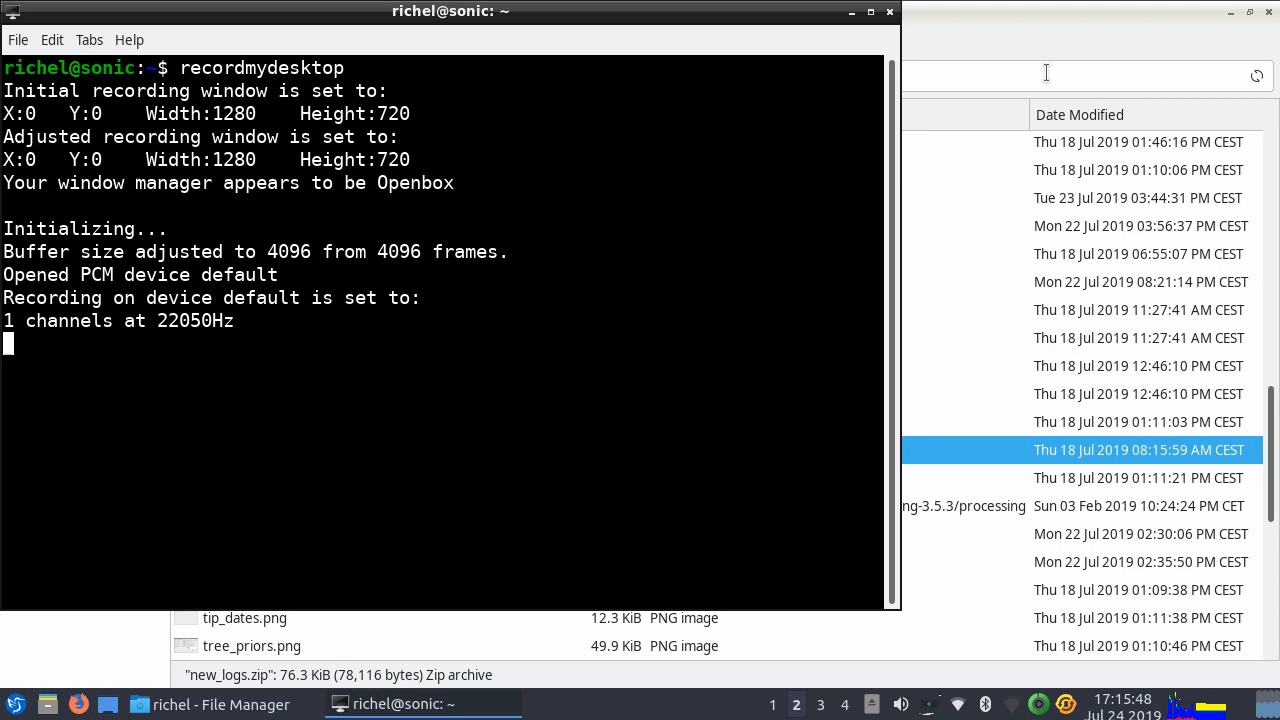 richel@sonic: ~
File Edit Tabs Help
richel@sonic:~$ recordmydesktop
Initial recording window is set to:
X:0 Y:0 Width:1280 Height:720
Adjusted recording window is set to:
X:0 Y:0 Width:1280 Height:720
Your window manager appears to be Openbox
Initializing...
Buffer size adjusted to 4096 from 4096 frames.
Opened PCM device default
Recording on device default is set to:
1 channels at 22050Hz
Date Modified
Thu 18 Jul 2019 01:46:16 PM CEST
Thu 18 Jul 2019 01:10:06 PM CEST
Tue 23 Jul 2019 03:44:31 PM CEST
Mon 22 Jul 2019 03:56:37 PM CEST
Thu 18 Jul 2019 06:55:07 PM CEST
Mon 22 Jul 2019 08:21:14 PM CEST
Thu 18 Jul 2019 11:27:41 AM CEST
Thu 18 Jul 2019 11:27:41 AM CEST
Thu 18 Jul 2019 12:46:10 PM CEST
Thu 18 Jul 2019 12:46:10 PM CEST
Thu 18 Jul 2019 01:11:03 PM CEST
Thu 18 Jul 2019 08:15:59 AM CEST
Thu 18 Jul 2019 01:11:21 PM CEST
ng-3.5.3/processing Sun 03 Feb 2019 10:24:24 PM CET
Mon 22 Jul 2019 02:30:06 PM CEST
Mon 22 Jul 2019 02:35:50 PM CEST
Thu 18 Jul 2019 01:09:38 PM CEST
tip_dates.png 12.3 KiB PNG image Thu 18 Jul 2019 01:11:38 PM CEST
tree_priors.png 49.9 KiB PNG image Thu 18 Jul 2019 01:10:46 PM CEST
"new_logs.zip": 76.3 KiB (78,116 bytes) Zip archive
richel - File Manager richel@sonic: ~ 1 2 3 4 17:15:48
Jul 24 2019